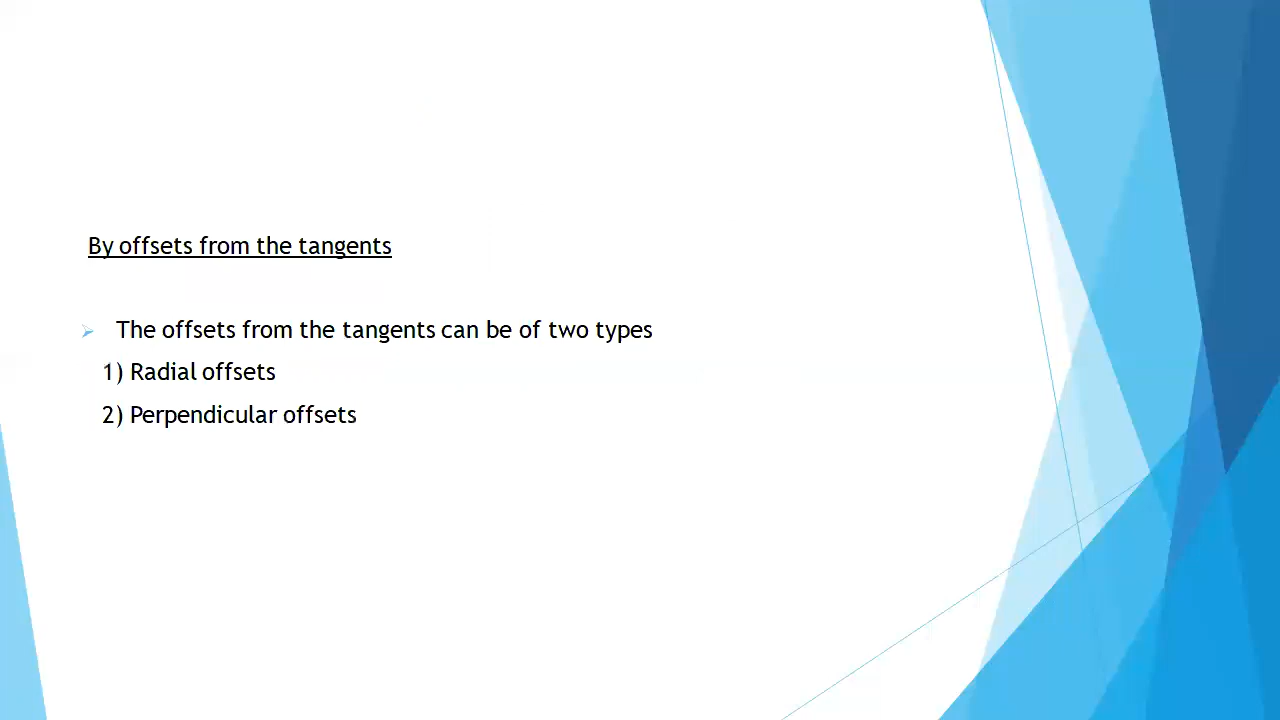 By offsets from the tangents
The offsets from the tangents can be of two types
1) Radial offsets
2) Perpendicular offsets